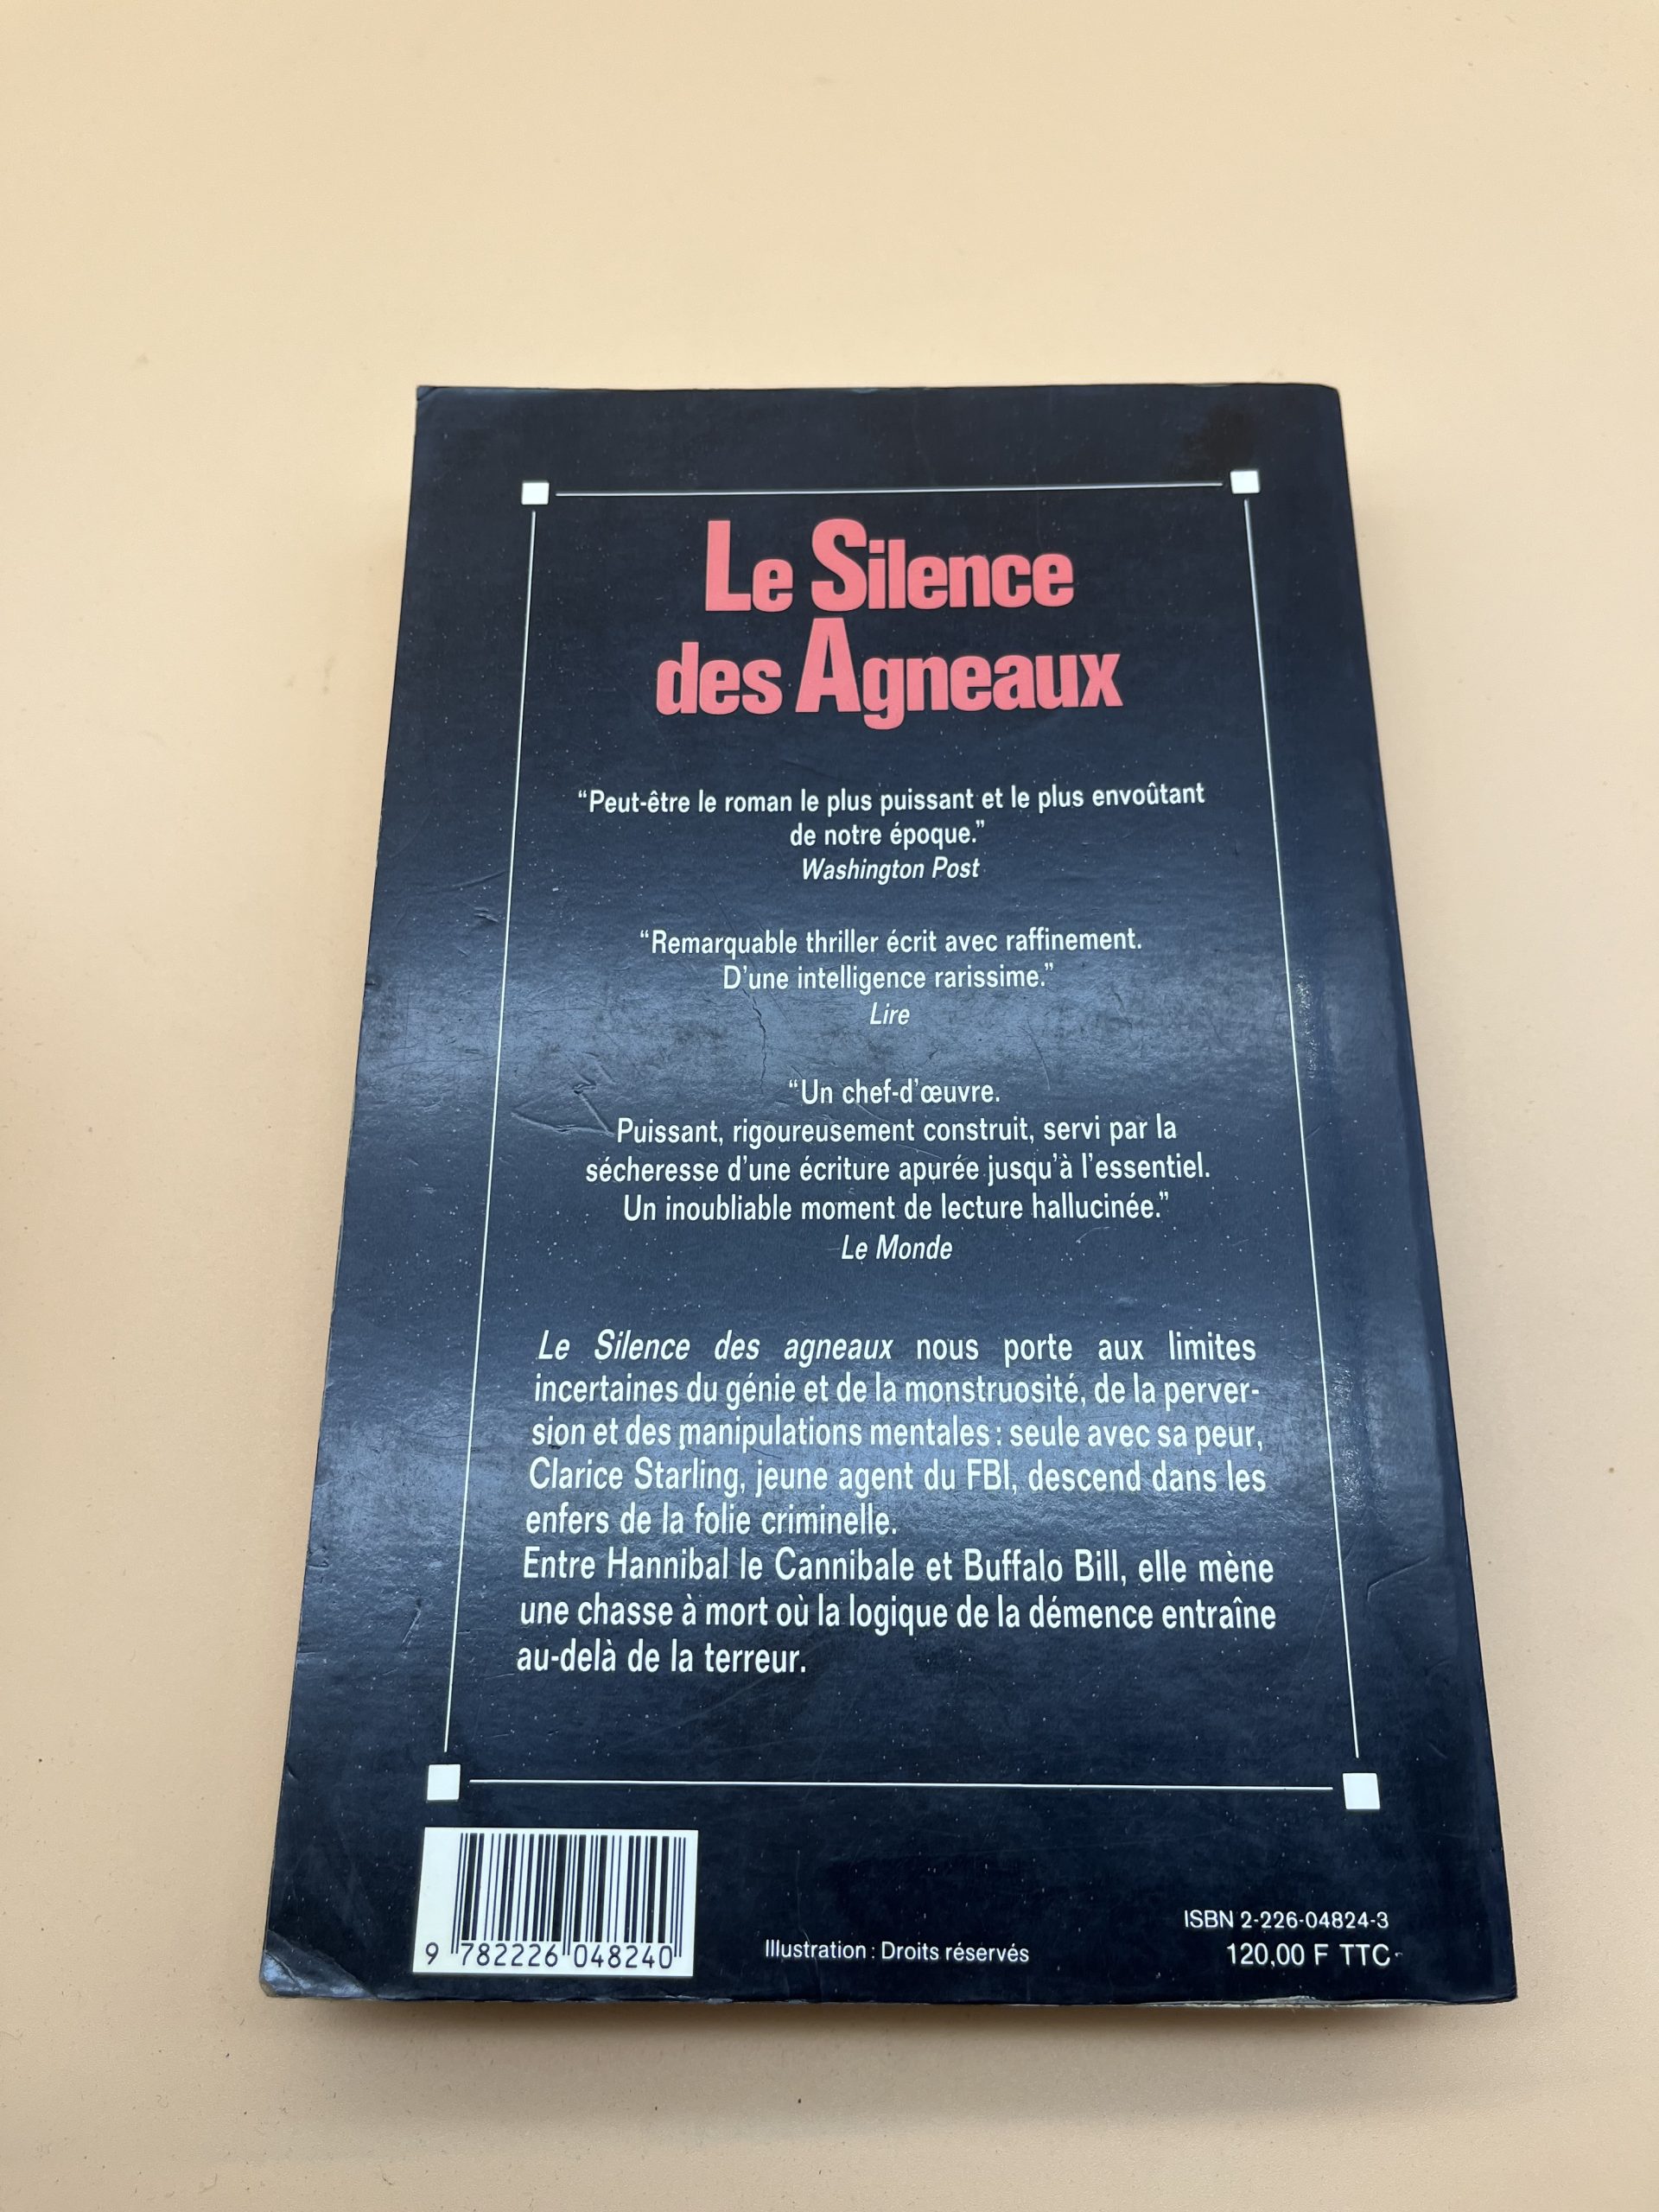 Le Silence
des Agneaux
“Peut-être le roman le plus puissant et le plus envoûtant
de notre époque.”
Washington Post
“Remarquable thriller écrit avec raffinement.
D’une intelligence rarissime.”
Lire
“Un chef-d’œuvre.
Puissant, rigoureusement construit, servi par la
sécheresse d’une écriture apurée jusqu’à l’essentiel.
Un inoubliable moment de lecture hallucinée.”
Le Monde
Le Silence des agneaux nous porte aux limites
incertaines du génie et de la monstruosité, de la perver-
sion et des manipulations mentales : seule avec sa peur,
Clarice Starling, jeune agent du FBI, descend dans les
enfers de la folie criminelle.
Entre Hannibal le Cannibale et Buffalo Bill, elle mène
une chasse à mort où la logique de la démence entraîne
au-delà de la terreur.
9 782226 048240
Illustration : Droits réservés
ISBN 2-226-04824-3
120,00 F TTC